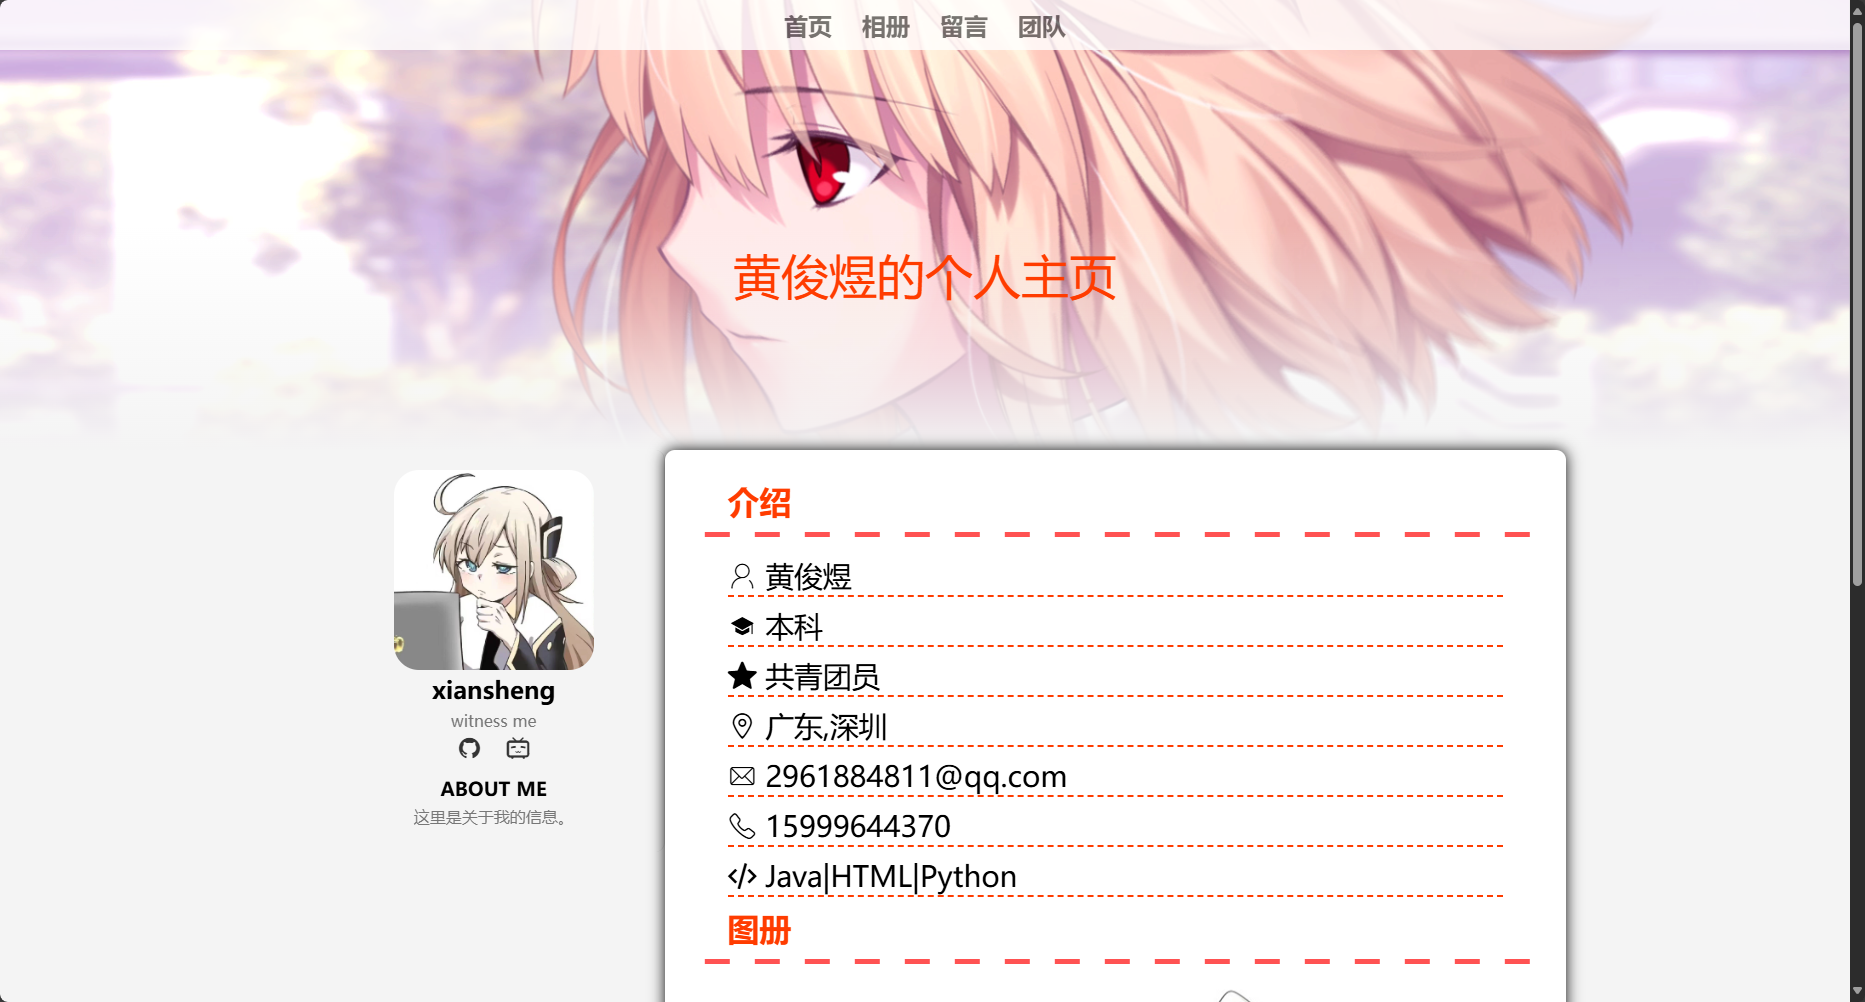 首页 相册 留言 团队
黄俊煜的个人主页
xiansheng
witness me
ABOUT ME
这里是关于我的信息。
介绍
黄俊煜
本科
共青团员
广东,深圳
2961884811@qq.com
15999644370
Java|HTML|Python
图册